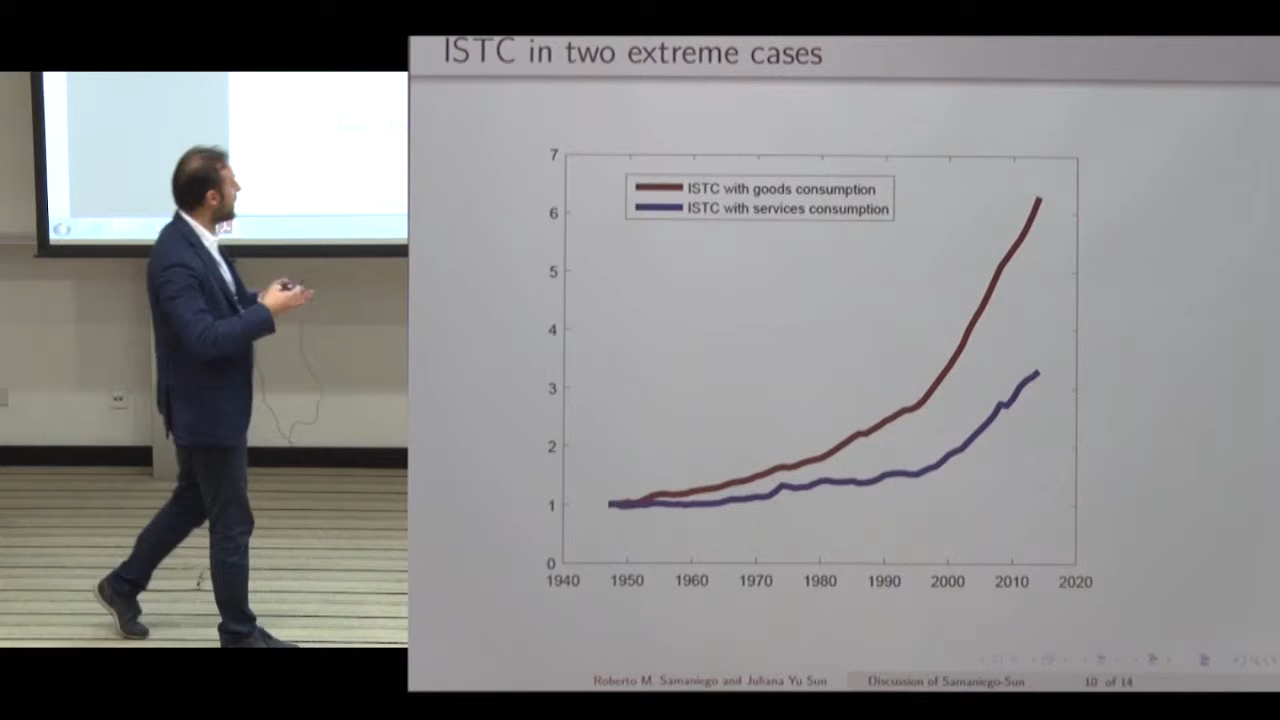 ISTC in two extreme cases
7
ISTC with goods consumption
ISTC with services consumption
6
5
4
3
2
1
0
1940 1950 1960 1970 1980 1990 2000 2010 2020
Roberto M. Samaniego and Juliana Yu Sun Discussion of Samaniego-Sun 10 of 14